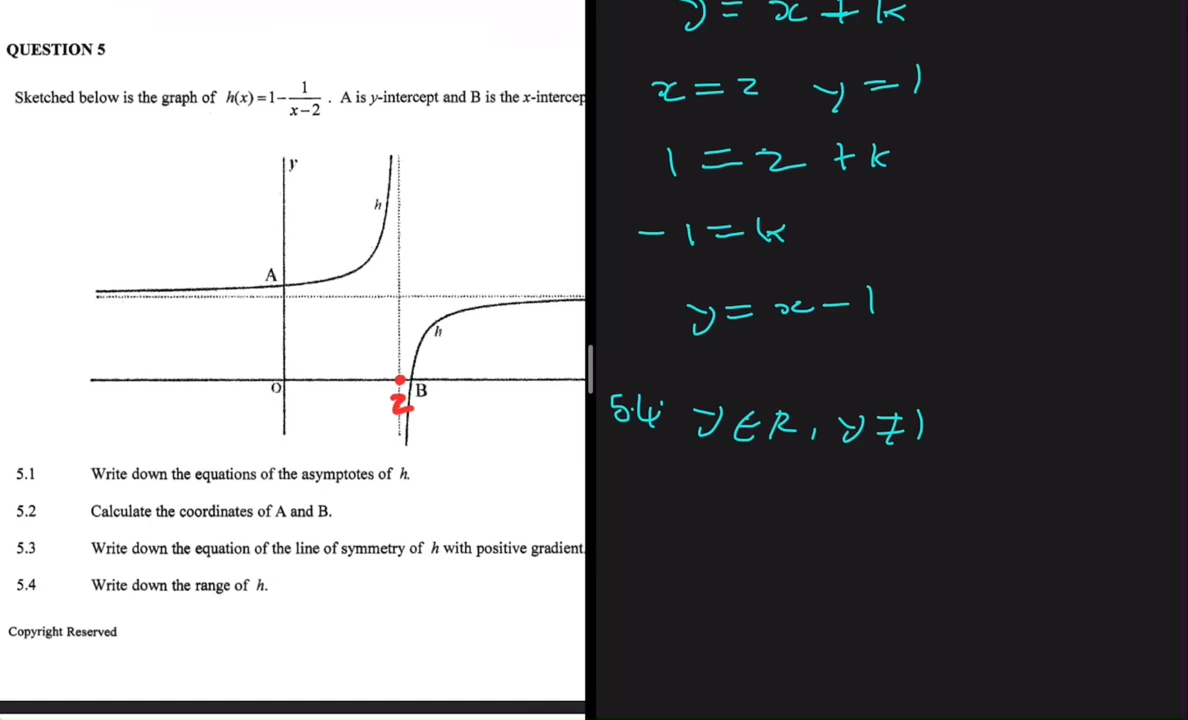 QUESTION 5
Sketched below is the graph of h(x)=1-1/(x-2) . A is y-intercept and B is the x-intercep
y
h
A
h
O
B
2
5.1 Write down the equations of the asymptotes of h.
5.2 Calculate the coordinates of A and B.
5.3 Write down the equation of the line of symmetry of h with positive gradient.
5.4 Write down the range of h.
Copyright Reserved
y = x + k
x = 2 y = 1
1 = 2 + k
- 1 = k
y = x - 1
5.4 y ∈ R, y ≠ 1